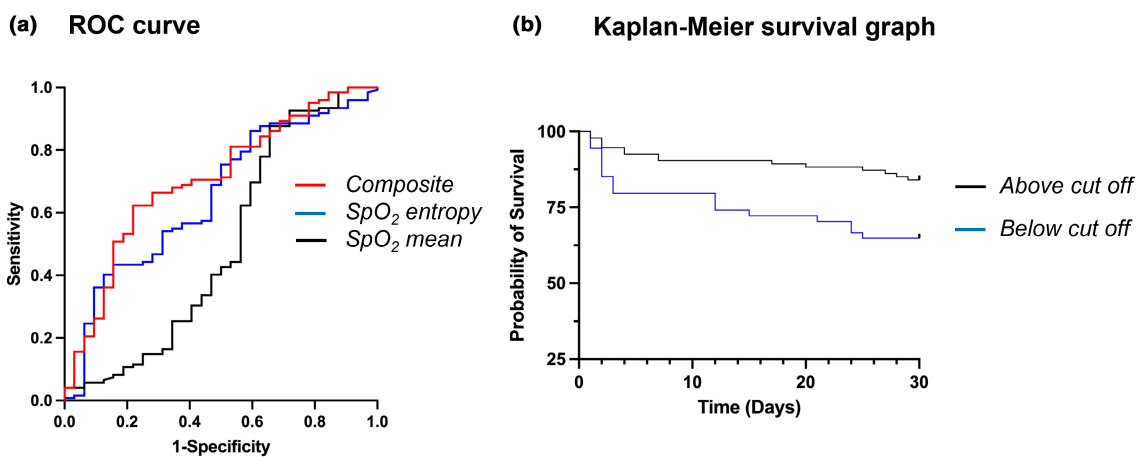 (a) ROC curve
1.0
0.8
0.6
0.4
0.2
0.0
Sensitivity
0.0 0.2 0.4 0.6 0.8 1.0
1-Specificity
Composite
SpO₂ entropy
SpO₂ mean
(b) Kaplan-Meier survival graph
100
75
50
25
Probability of Survival
0 10 20 30
Time (Days)
Above cut off
Below cut off